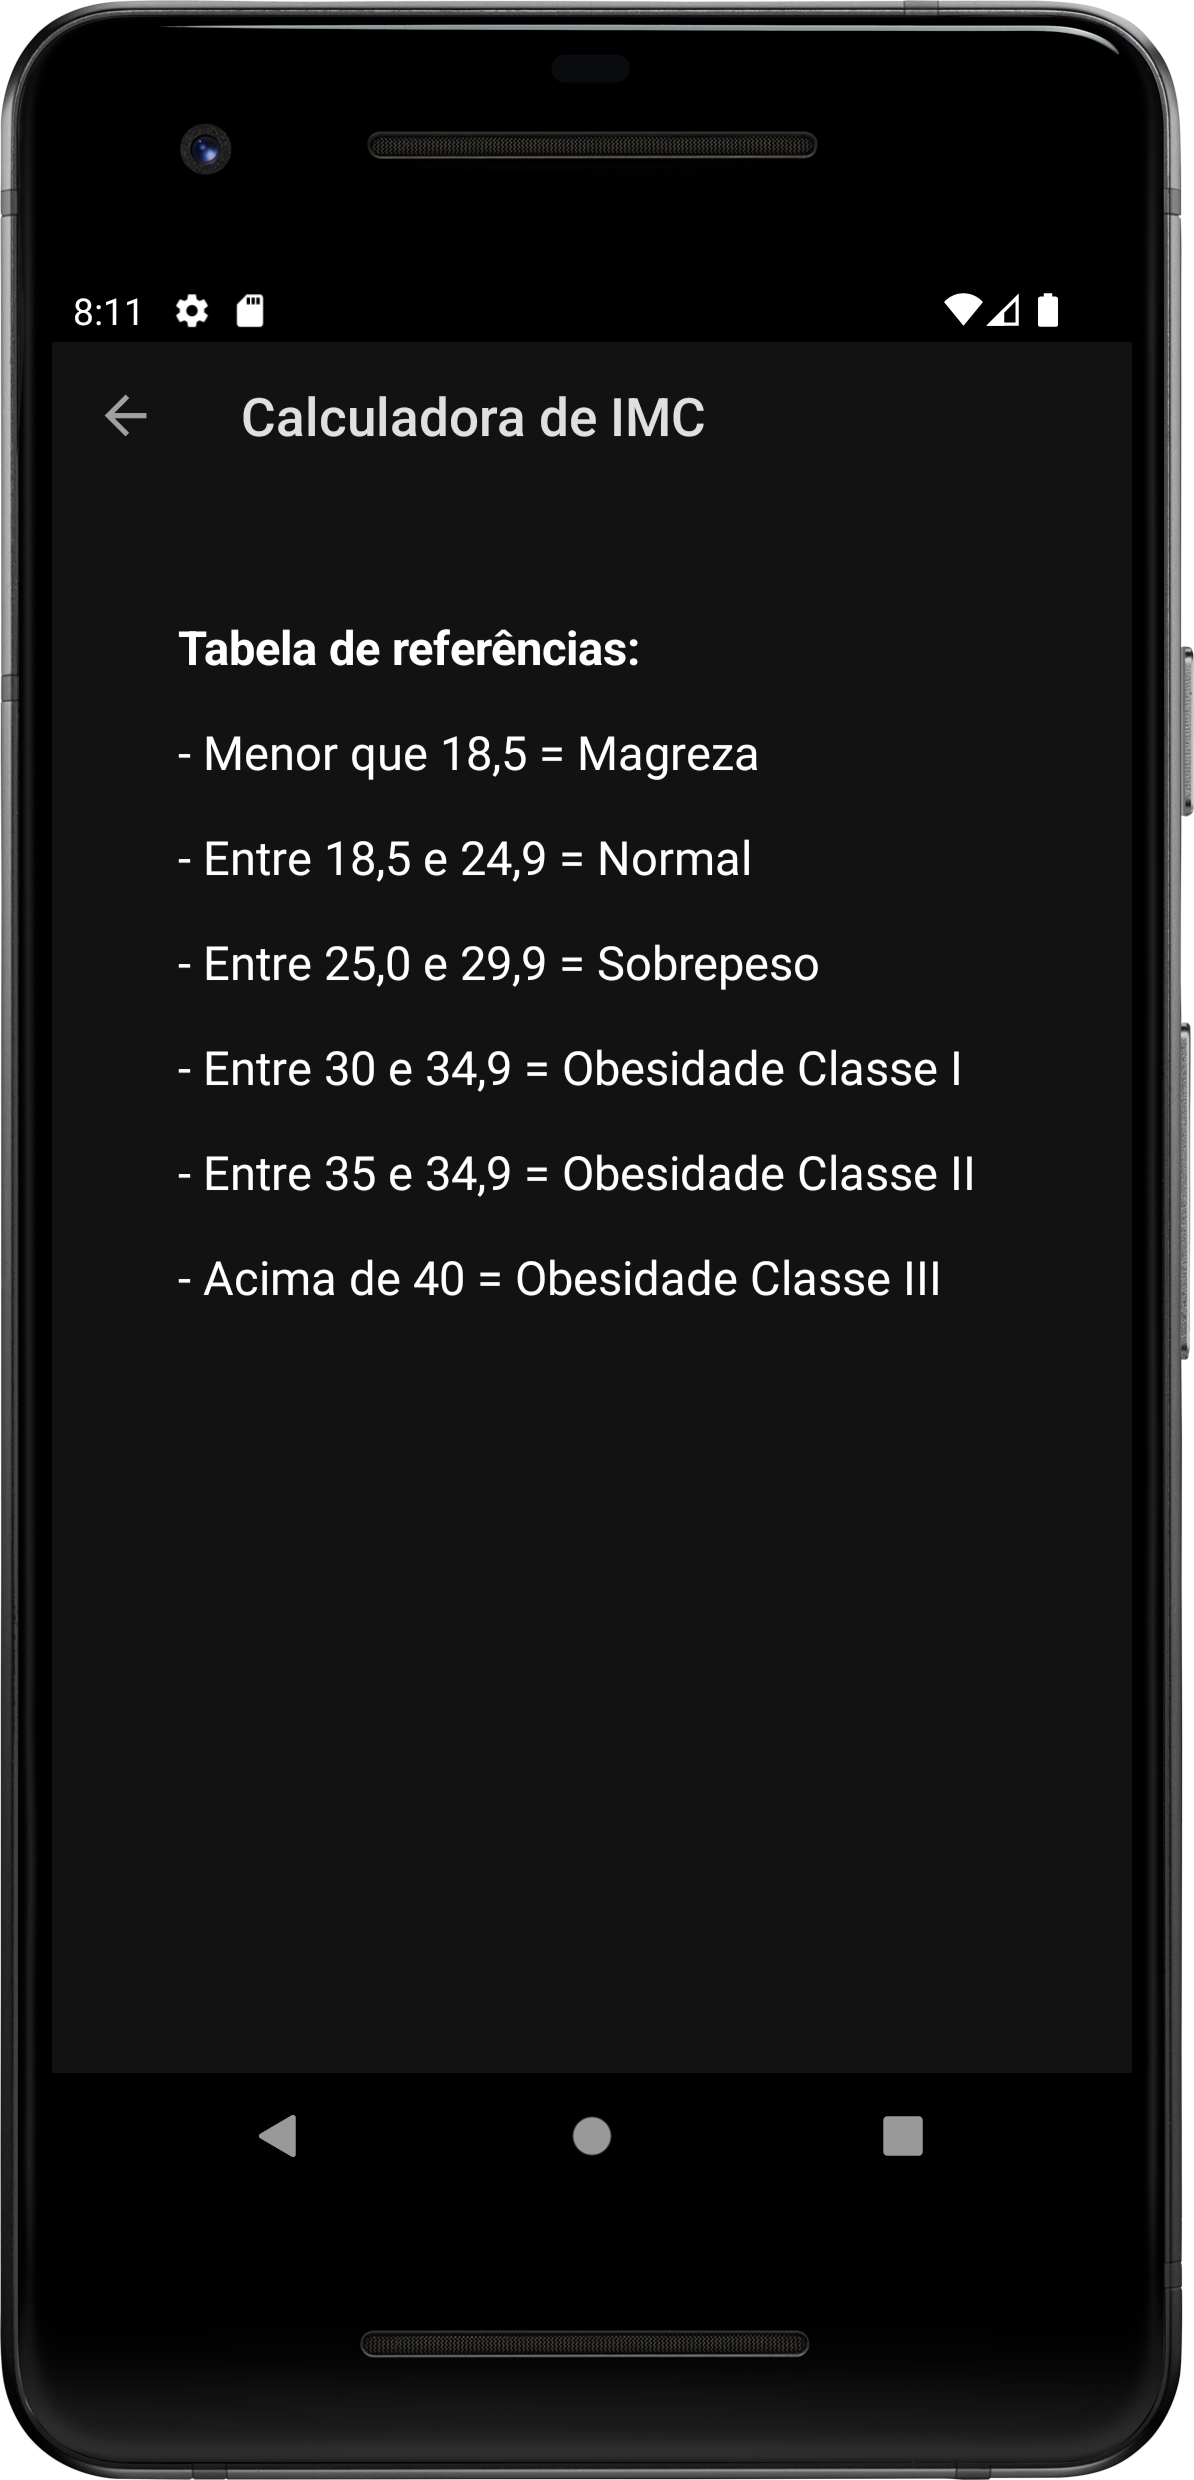 8:11
Calculadora de IMC
Tabela de referências:
- Menor que 18,5 = Magreza
- Entre 18,5 e 24,9 = Normal
- Entre 25,0 e 29,9 = Sobrepeso
- Entre 30 e 34,9 = Obesidade Classe I
- Entre 35 e 34,9 = Obesidade Classe II
- Acima de 40 = Obesidade Classe III